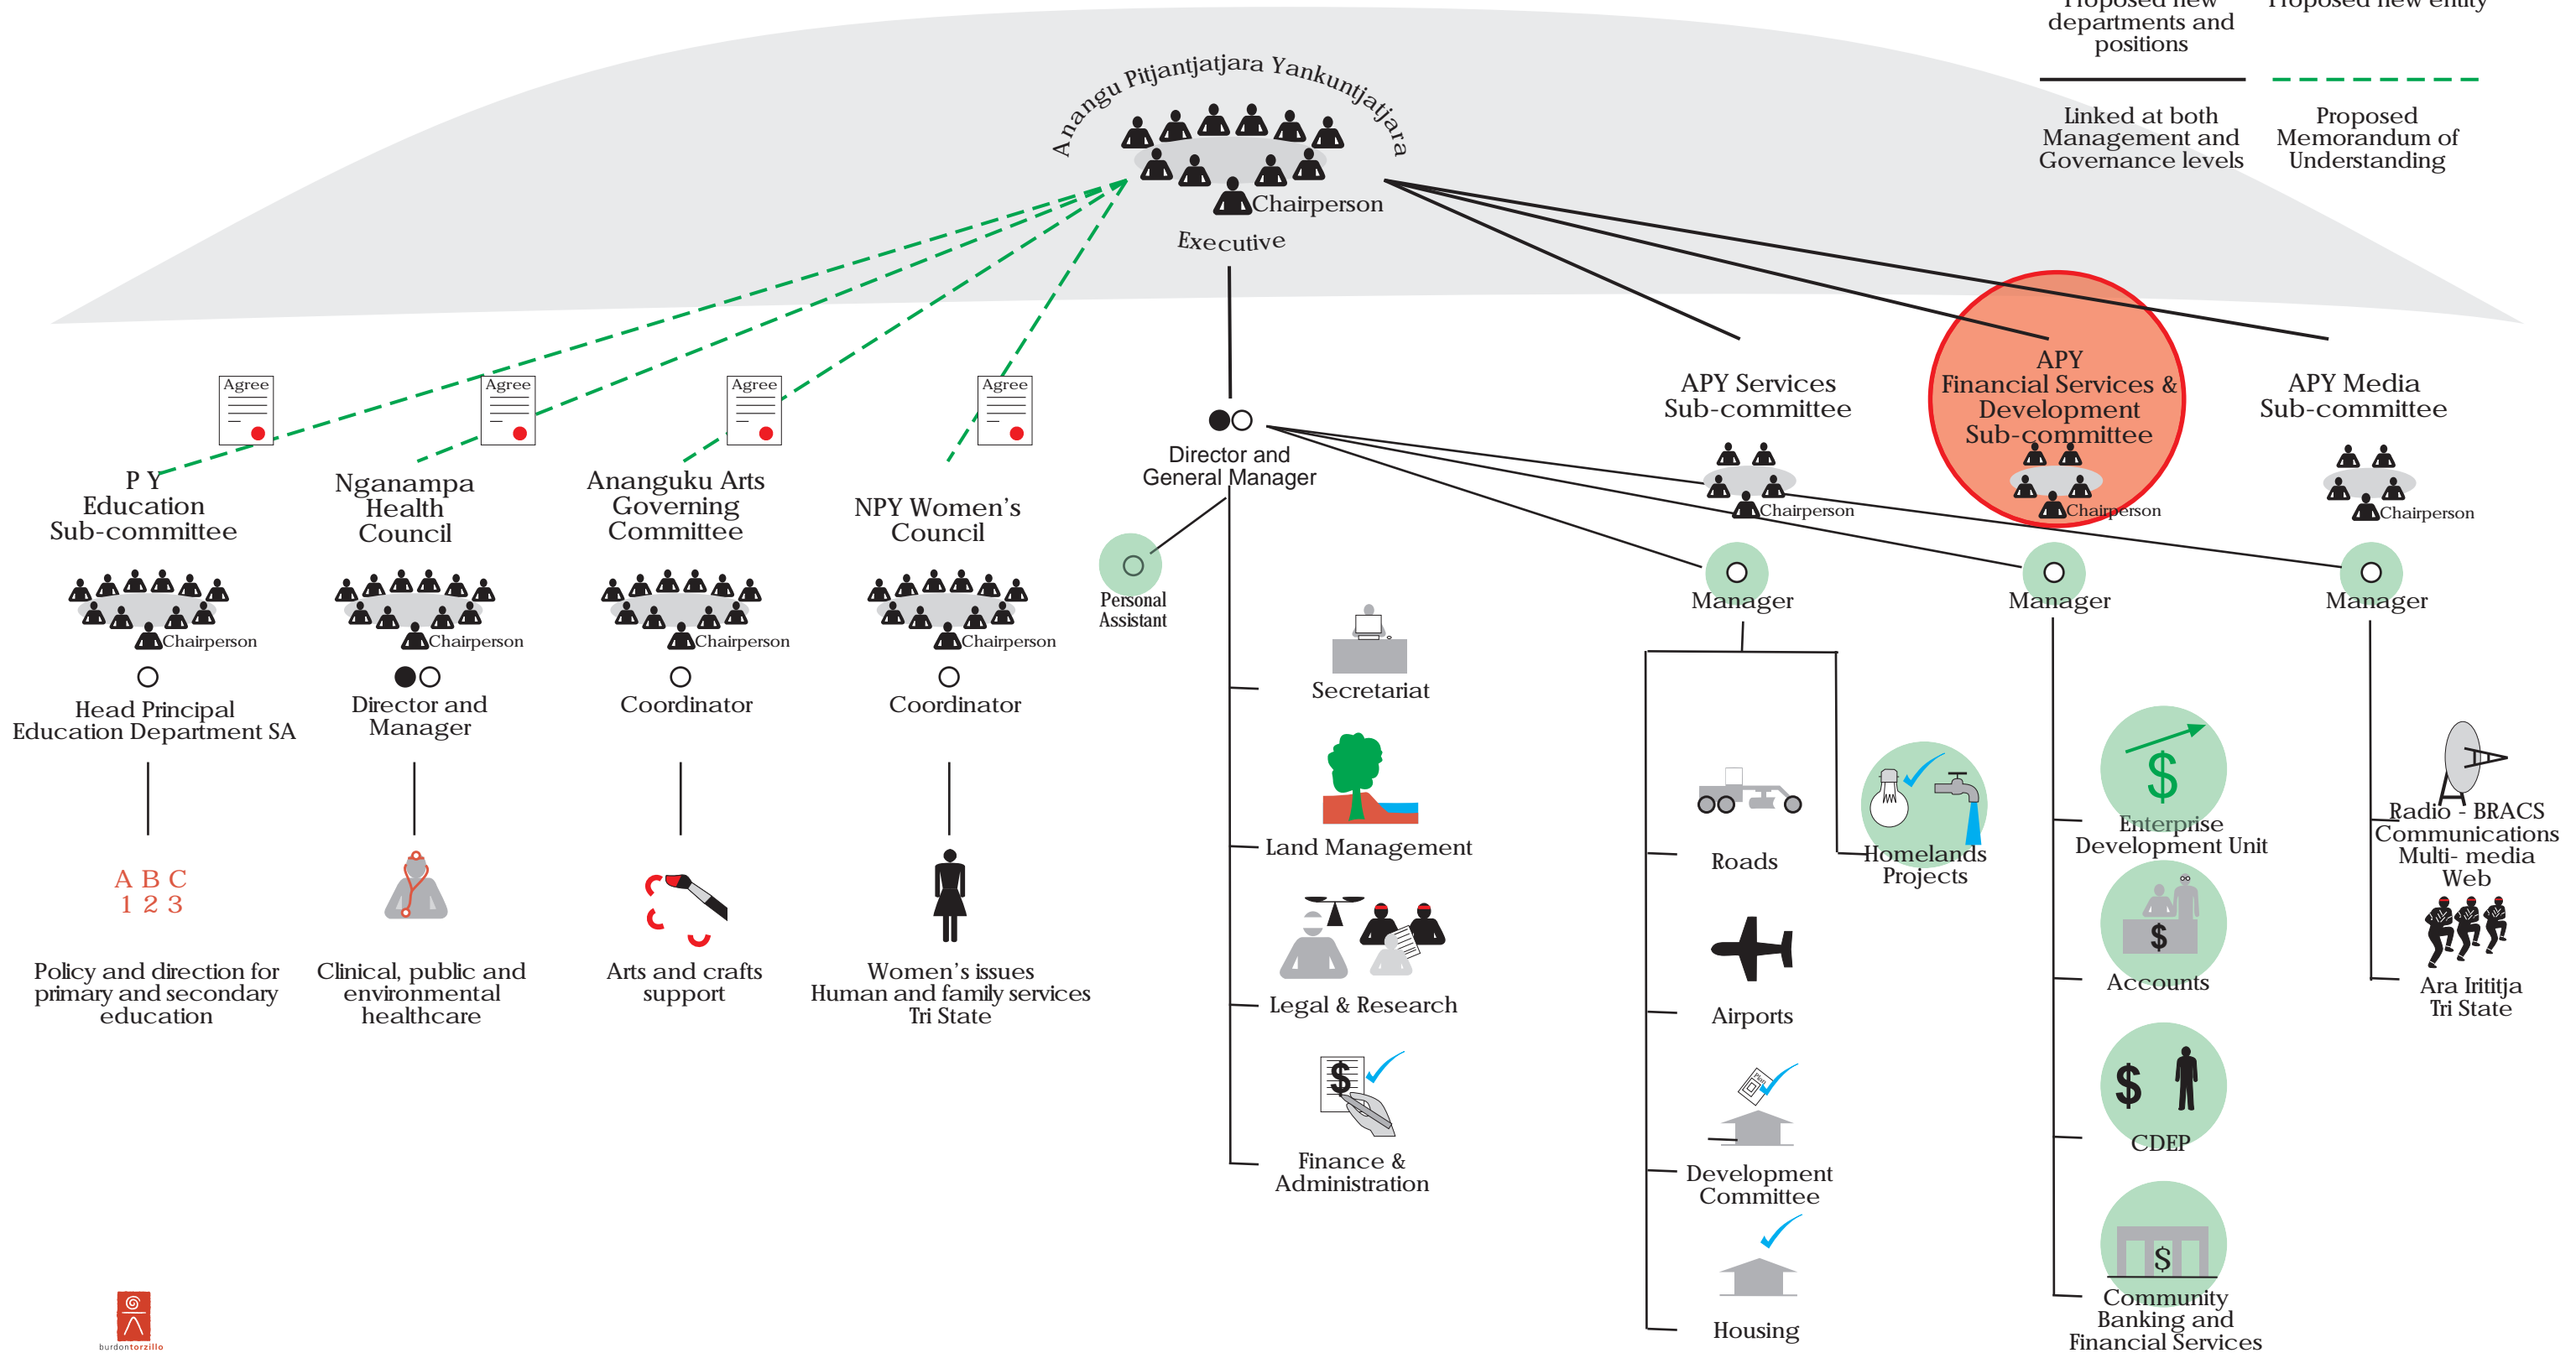 Proposed new
departments and
positions
Proposed new entity
Linked at both
Management and
Governance levels
Proposed
Memorandum of
Understanding
Anangu Pitjantjatjara Yankuntjatjara
Chairperson
Executive
Agree
Agree
Agree
Agree
P Y
Education
Sub-committee
Chairperson
Head Principal
Education Department SA
A B C
1 2 3
Policy and direction for
primary and secondary
education
Nganampa
Health
Council
Chairperson
Director and
Manager
Clinical, public and
environmental
healthcare
Ananguku Arts
Governing
Committee
Chairperson
Coordinator
Arts and crafts
support
NPY Women's
Council
Chairperson
Coordinator
Women's issues
Human and family services
Tri State
Director and
General Manager
Personal
Assistant
Secretariat
Land Management
Legal & Research
$
Finance &
Administration
APY Services
Sub-committee
Chairperson
Manager
Roads
Airports
Plan
Development
Committee
Housing
Homelands
Projects
APY
Financial Services &
Development
Sub-committee
Chairperson
Manager
$
Enterprise
Development Unit
$
Accounts
$
CDEP
$
Community
Banking and
Financial Services
APY Media
Sub-committee
Chairperson
Manager
Radio - BRACS
Communications
Multi- media
Web
Ara Irititja
Tri State
burdontorzillo